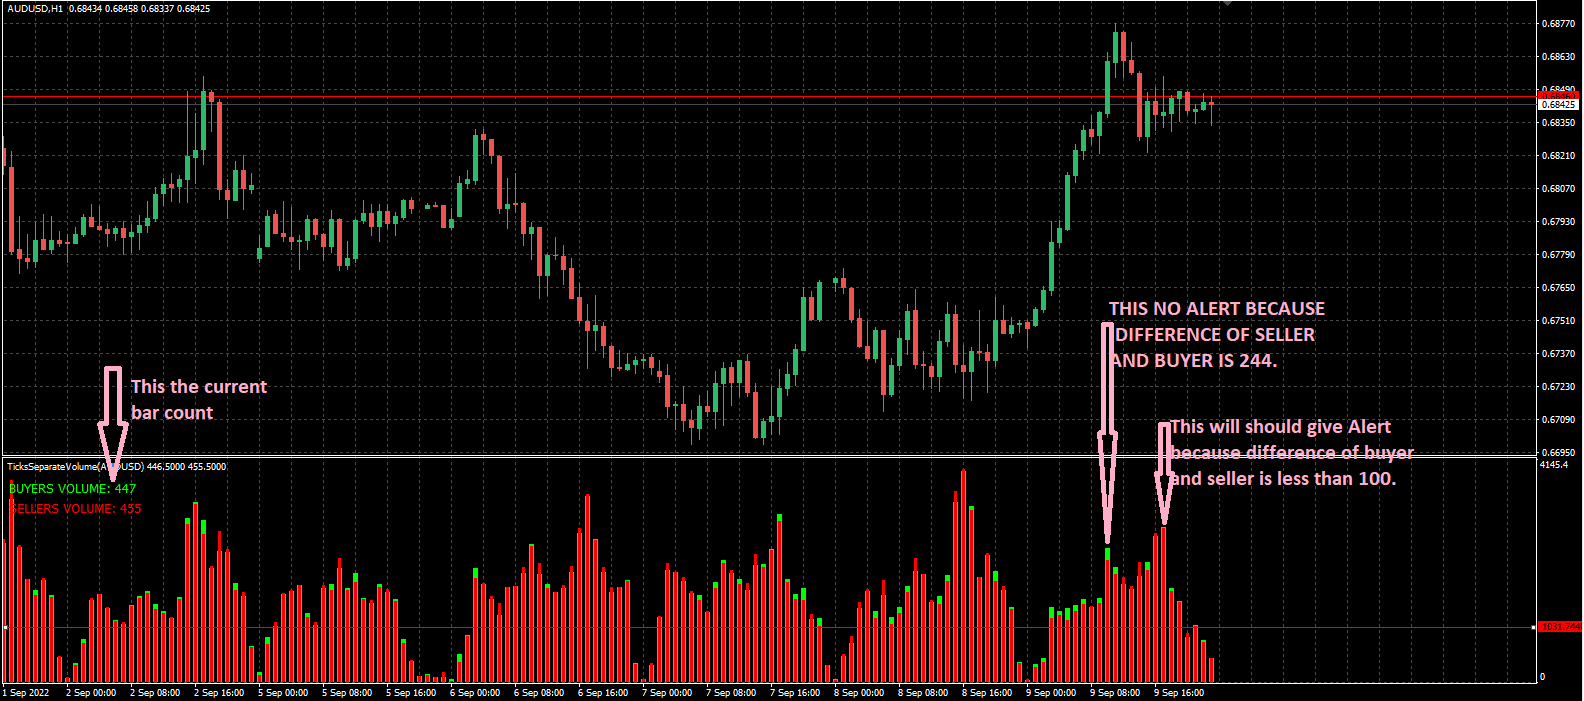 AUDUSD,H1 0.68434 0.68458 0.68337 0.68425
0.68770
0.68630
0.68490
0.68425
0.68350
0.68210
0.68070
0.67930
0.67790
0.67650
0.67510
0.67370
0.67230
0.67090
0.66950
THIS NO ALERT BECAUSE
DIFFERENCE OF SELLER
AND BUYER IS 244.
This the current
bar count
This will should give Alert
because difference of buyer
and seller is less than 100.
TicksSeparateVolume(AUDUSD) 446.5000 455.5000
BUYERS VOLUME: 447
SELLERS VOLUME: 455
4145.4
0
1 Sep 2022 2 Sep 00:00 2 Sep 08:00 2 Sep 16:00 5 Sep 00:00 5 Sep 08:00 5 Sep 16:00 6 Sep 00:00 6 Sep 08:00 6 Sep 16:00 7 Sep 00:00 7 Sep 08:00 7 Sep 16:00 8 Sep 00:00 8 Sep 08:00 8 Sep 16:00 9 Sep 00:00 9 Sep 08:00 9 Sep 16:00